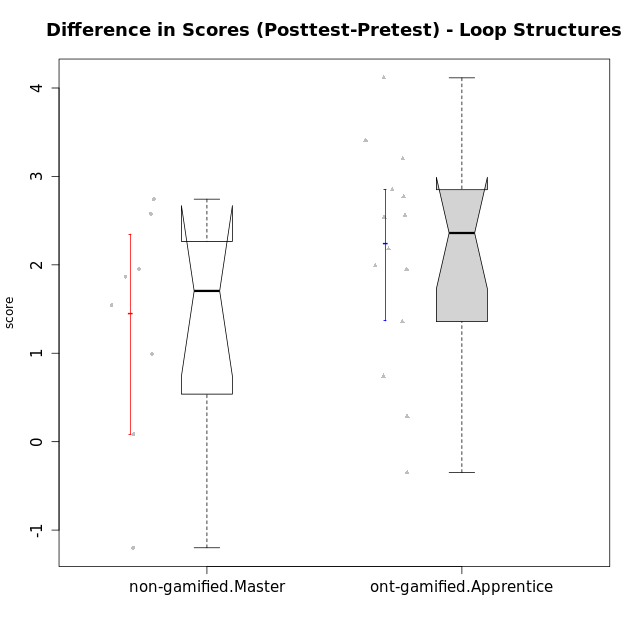 Difference in Scores (Posttest-Pretest) - Loop Structures
4
3
2
1
0
-1
score
non-gamified.Master
ont-gamified.Apprentice